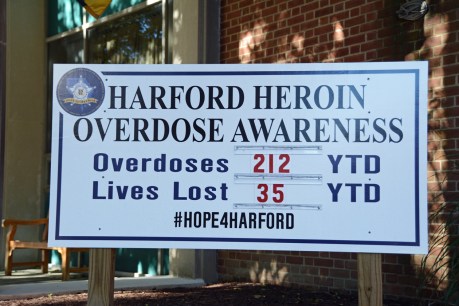 HARFORD HEROIN
OVERDOSE AWARENESS
Overdoses 212 YTD
Lives Lost 35 YTD
#HOPE4HARFORD